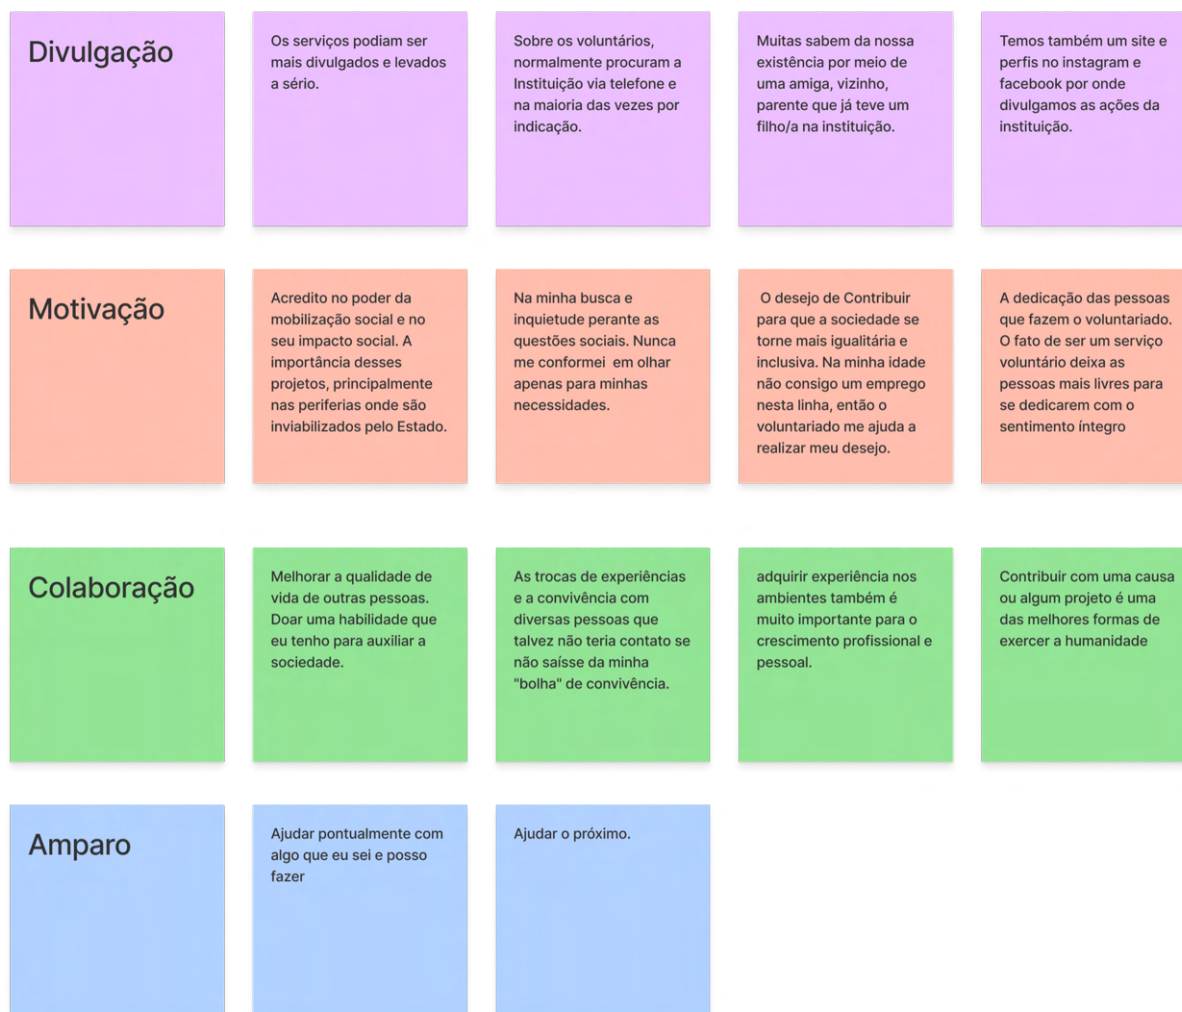 Divulgação
Os serviços podiam ser
mais divulgados e levados
a sério.
Sobre os voluntários,
normalmente procuram a
Instituição via telefone e
na maioria das vezes por
indicação.
Muitas sabem da nossa
existência por meio de
uma amiga, vizinho,
parente que já teve um
filho/a na instituição.
Temos também um site e
perfis no instagram e
facebook por onde
divulgamos as ações da
instituição.
Motivação
Acredito no poder da
mobilização social e no
seu impacto social. A
importância desses
projetos, principalmente
nas periferias onde são
inviabilizados pelo Estado.
Na minha busca e
inquietude perante as
questões sociais. Nunca
me conformei em olhar
apenas para minhas
necessidades.
O desejo de Contribuir
para que a sociedade se
torne mais igualitária e
inclusiva. Na minha idade
não consigo um emprego
nesta linha, então o
voluntariado me ajuda a
realizar meu desejo.
A dedicação das pessoas
que fazem o voluntariado.
O fato de ser um serviço
voluntário deixa as
pessoas mais livres para
se dedicarem com o
sentimento íntegro
Colaboração
Melhorar a qualidade de
vida de outras pessoas.
Doar uma habilidade que
eu tenho para auxiliar a
sociedade.
As trocas de experiências
e a convivência com
diversas pessoas que
talvez não teria contato se
não saísse da minha
"bolha" de convivência.
adquirir experiência nos
ambientes também é
muito importante para o
crescimento profissional e
pessoal.
Contribuir com uma causa
ou algum projeto é uma
das melhores formas de
exercer a humanidade
Amparo
Ajudar pontualmente com
algo que eu sei e posso
fazer
Ajudar o próximo.